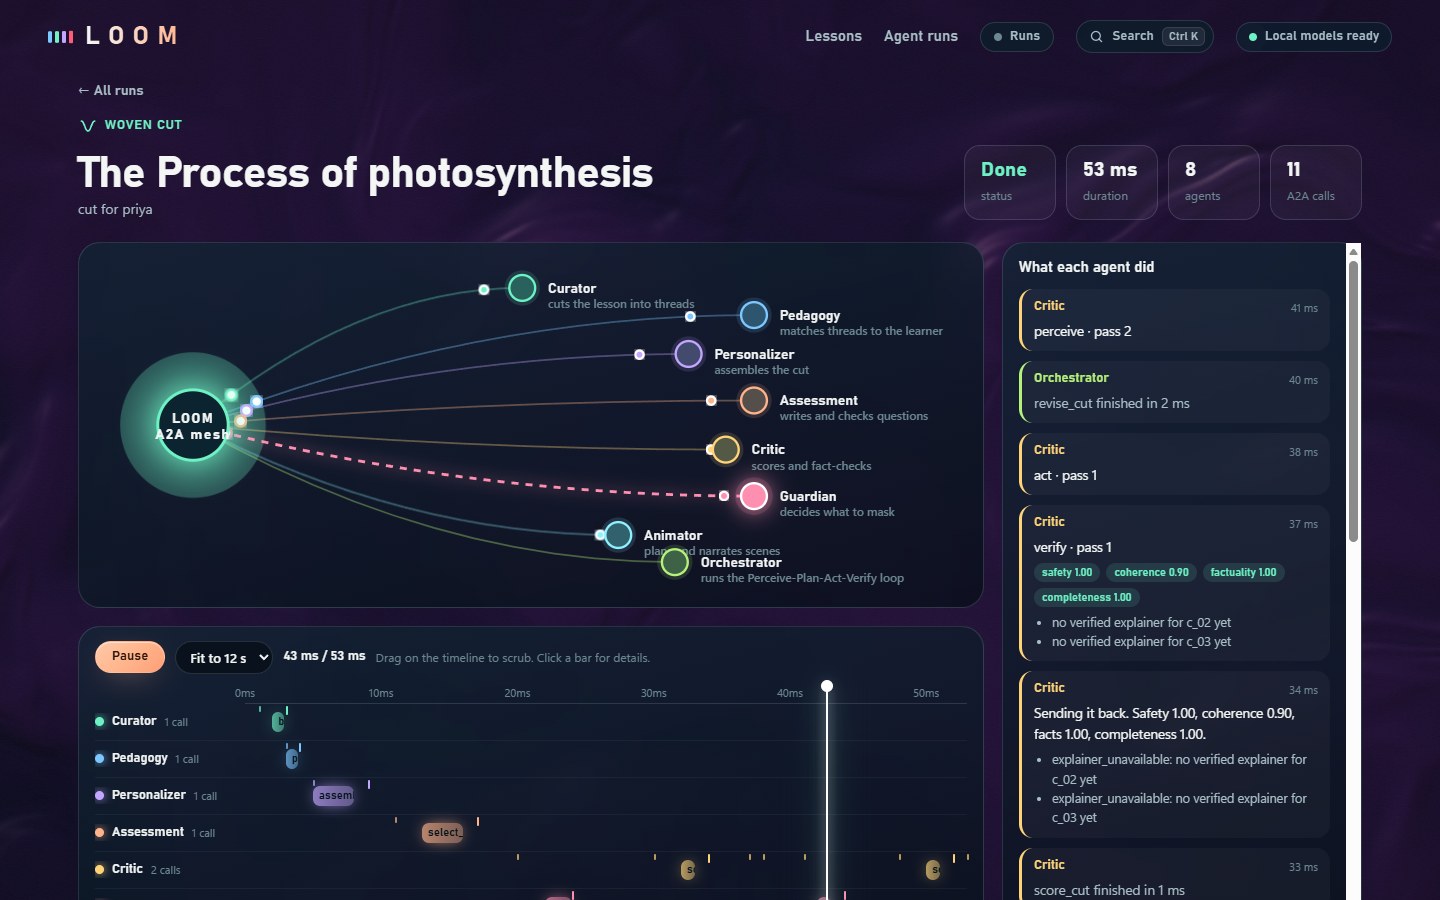 LOOM
Lessons
Agent runs
Runs
Search
Ctrl K
Local models ready
← All runs
WOVEN CUT
The Process of photosynthesis
cut for priya
Done
status
53 ms
duration
8
agents
11
A2A calls
LOOM
A2A mesh
Curator
cuts the lesson into threads
Pedagogy
matches threads to the learner
Personalizer
assembles the cut
Assessment
writes and checks questions
Critic
scores and fact-checks
Guardian
decides what to mask
Animator
narrates scenes
Orchestrator
runs the Perceive-Plan-Act-Verify loop
Pause
Fit to 12 s
43 ms / 53 ms
Drag on the timeline to scrub. Click a bar for details.
0ms
10ms
20ms
30ms
40ms
50ms
Curator 1 call
Pedagogy 1 call
Personalizer 1 call
assem
Assessment 1 call
select_
Critic 2 calls
What each agent did
Critic
41 ms
perceive · pass 2
Orchestrator
40 ms
revise_cut finished in 2 ms
Critic
38 ms
act · pass 1
Critic
37 ms
verify · pass 1
safety 1.00
coherence 0.90
factuality 1.00
completeness 1.00
• no verified explainer for c_02 yet
• no verified explainer for c_03 yet
Critic
34 ms
Sending it back. Safety 1.00, coherence 0.90,
facts 1.00, completeness 1.00.
• explainer_unavailable: no verified explainer for
c_02 yet
• explainer_unavailable: no verified explainer for
c_03 yet
Critic
33 ms
score_cut finished in 1 ms